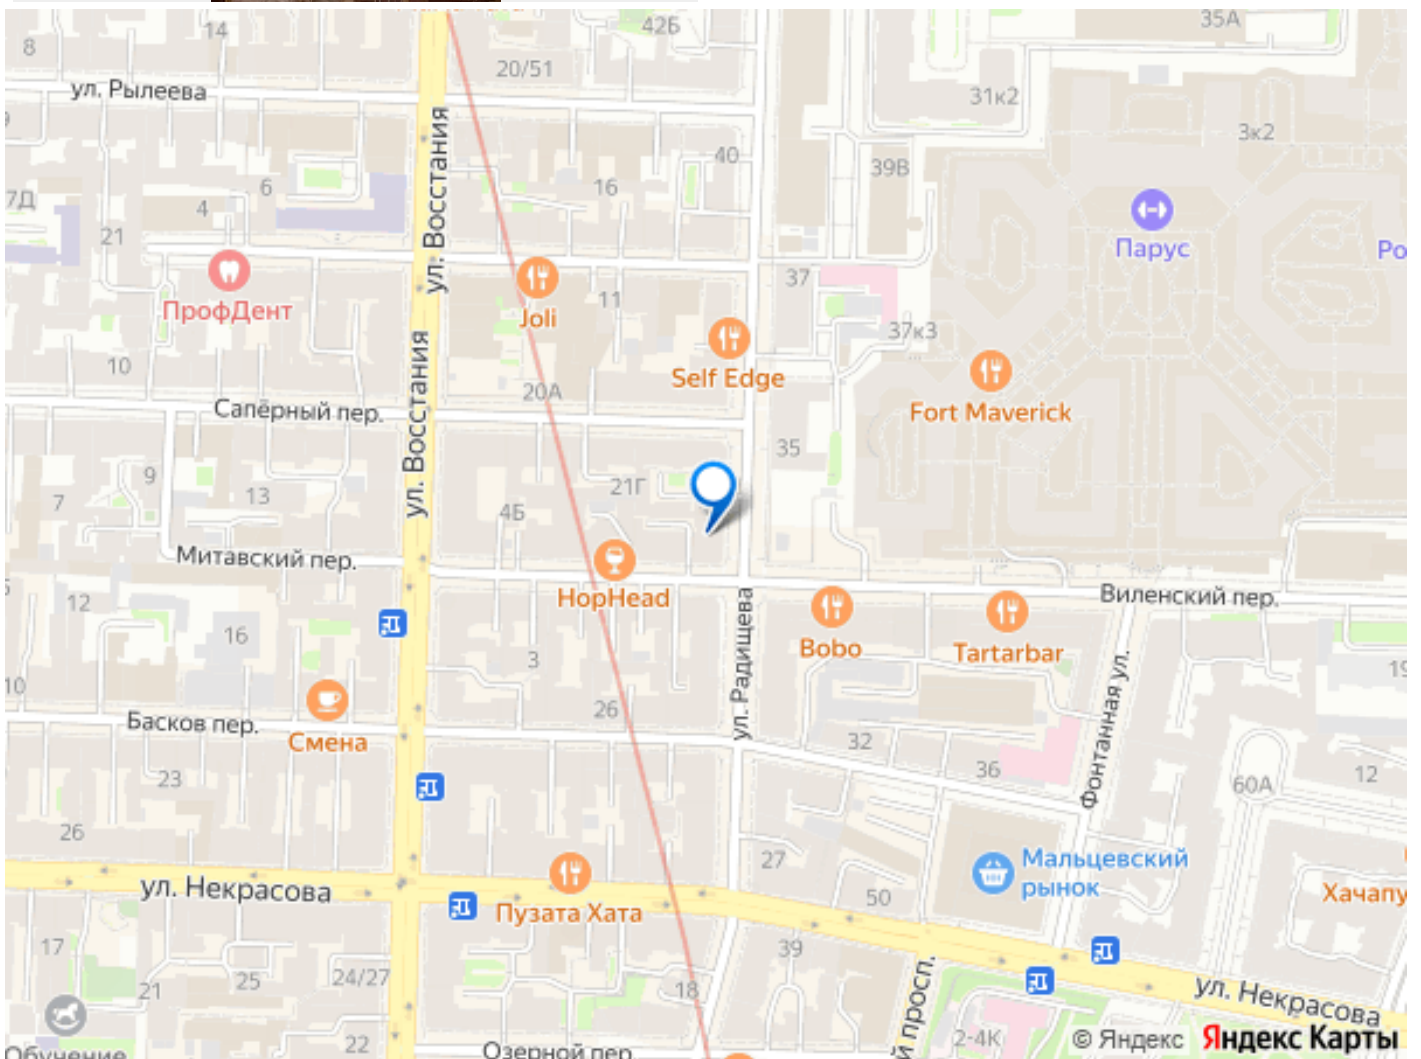 42Б
35А
14
8
20/51
ул. Рылеева
31к2
3к2
ул. Восстания
40
39В
16
6
7Д
4
21
Парус
Ро
37
ПрофДент
Joli
11
37к3
ул. Восстания
10
Self Edge
20А
Fort Maverick
Сапёрный пер.
35
9
21Г
7
13
4Б
Митавский пер.
HopHead
Виленский пер.
12
16
Bobo
Tartarbar
3
ул. Радищева
Фонтанная ул.
19
10
26
Басков пер.
Смена
32
36
23
60А
12
26
27
Мальцевский
рынок
ул. Некрасова
50
Хачапу
Пузата Хата
17
25
24/27
39
21
18
й просп.
ул. Некрасова
22
2-4К
Обучение
Озерной пер.
© Яндекс Яндекс Карты